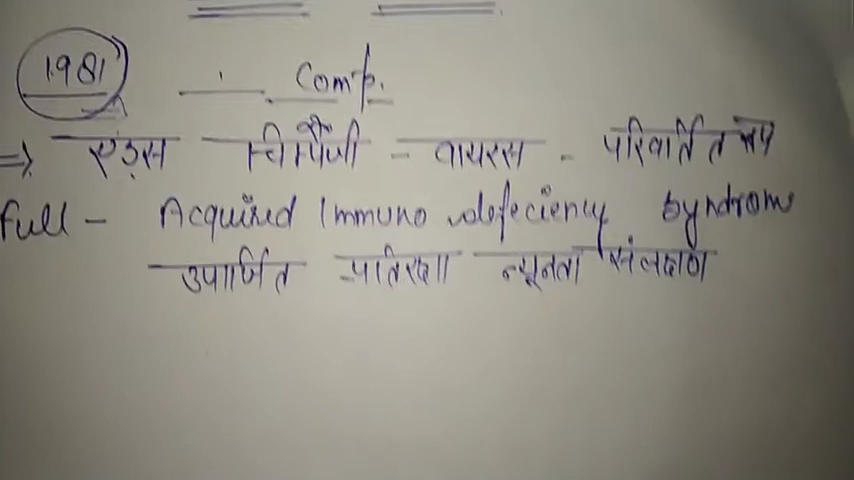 1981 Comp.
⇒ एड्स चिम्पैंजी - वायरस - परिवर्तित रूप
Full - Acquired Immuno defeciency Syndrome
उपार्जित प्रतिरक्षा न्यूनता संलक्षण